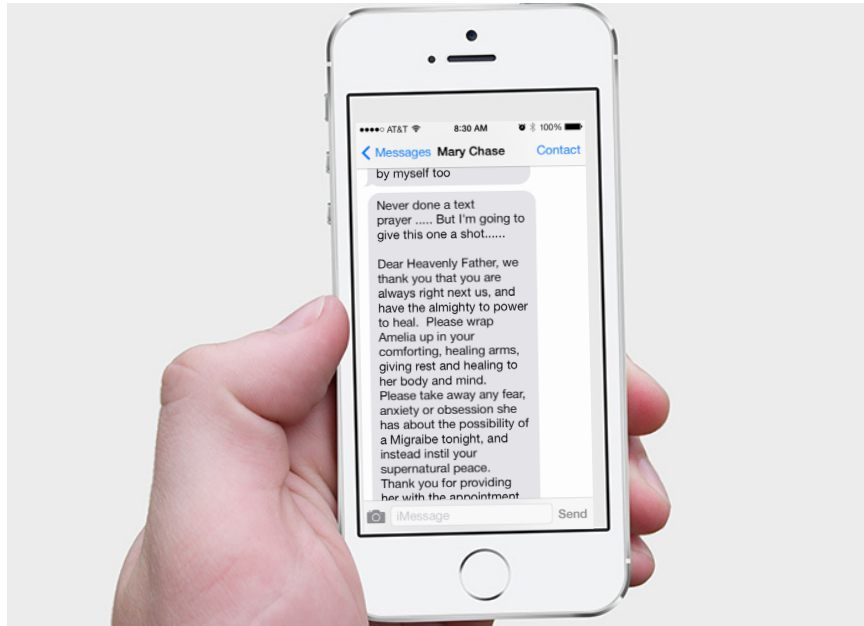 AT&T 8:30 AM 100%
Messages Mary Chase Contact
by myself too
Never done a text
prayer ..... But I'm going to
give this one a shot......
Dear Heavenly Father, we
thank you that you are
always right next us, and
have the almighty to power
to heal. Please wrap
Amelia up in your
comforting, healing arms,
giving rest and healing to
her body and mind.
Please take away any fear,
anxiety or obsession she
has about the possibility of
a Migraibe tonight, and
instead instil your
supernatural peace.
Thank you for providing
her with the appointment
iMessage Send